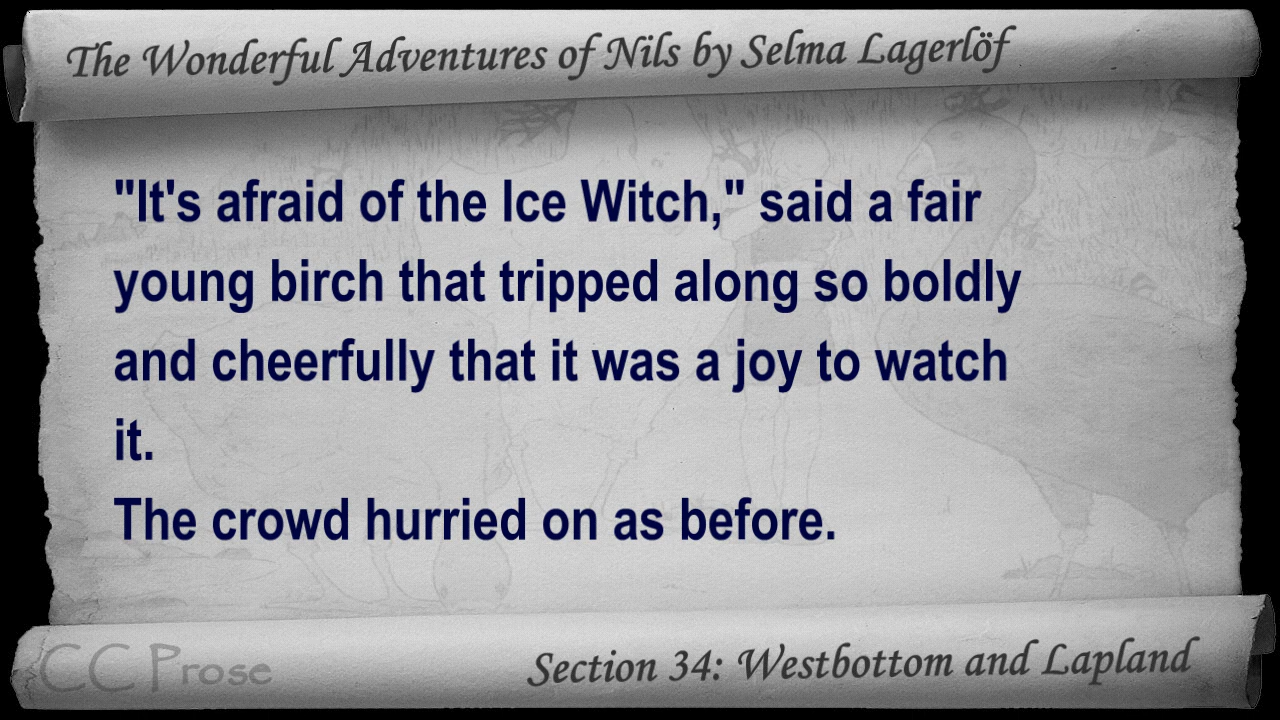 The Wonderful Adventures of Nils by Selma Lagerlöf
"It's afraid of the Ice Witch," said a fair
young birch that tripped along so boldly
and cheerfully that it was a joy to watch
it.
The crowd hurried on as before.
CC Prose
Section 34: Westbottom and Lapland